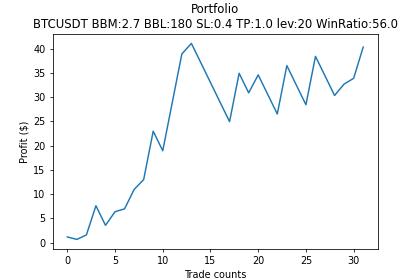 Portfolio
BTCUSDT BBM:2.7 BBL:180 SL:0.4 TP:1.0 lev:20 WinRatio:56.0
40
35
30
25
20
15
10
5
0
Profit ($)
0 5 10 15 20 25 30
Trade counts